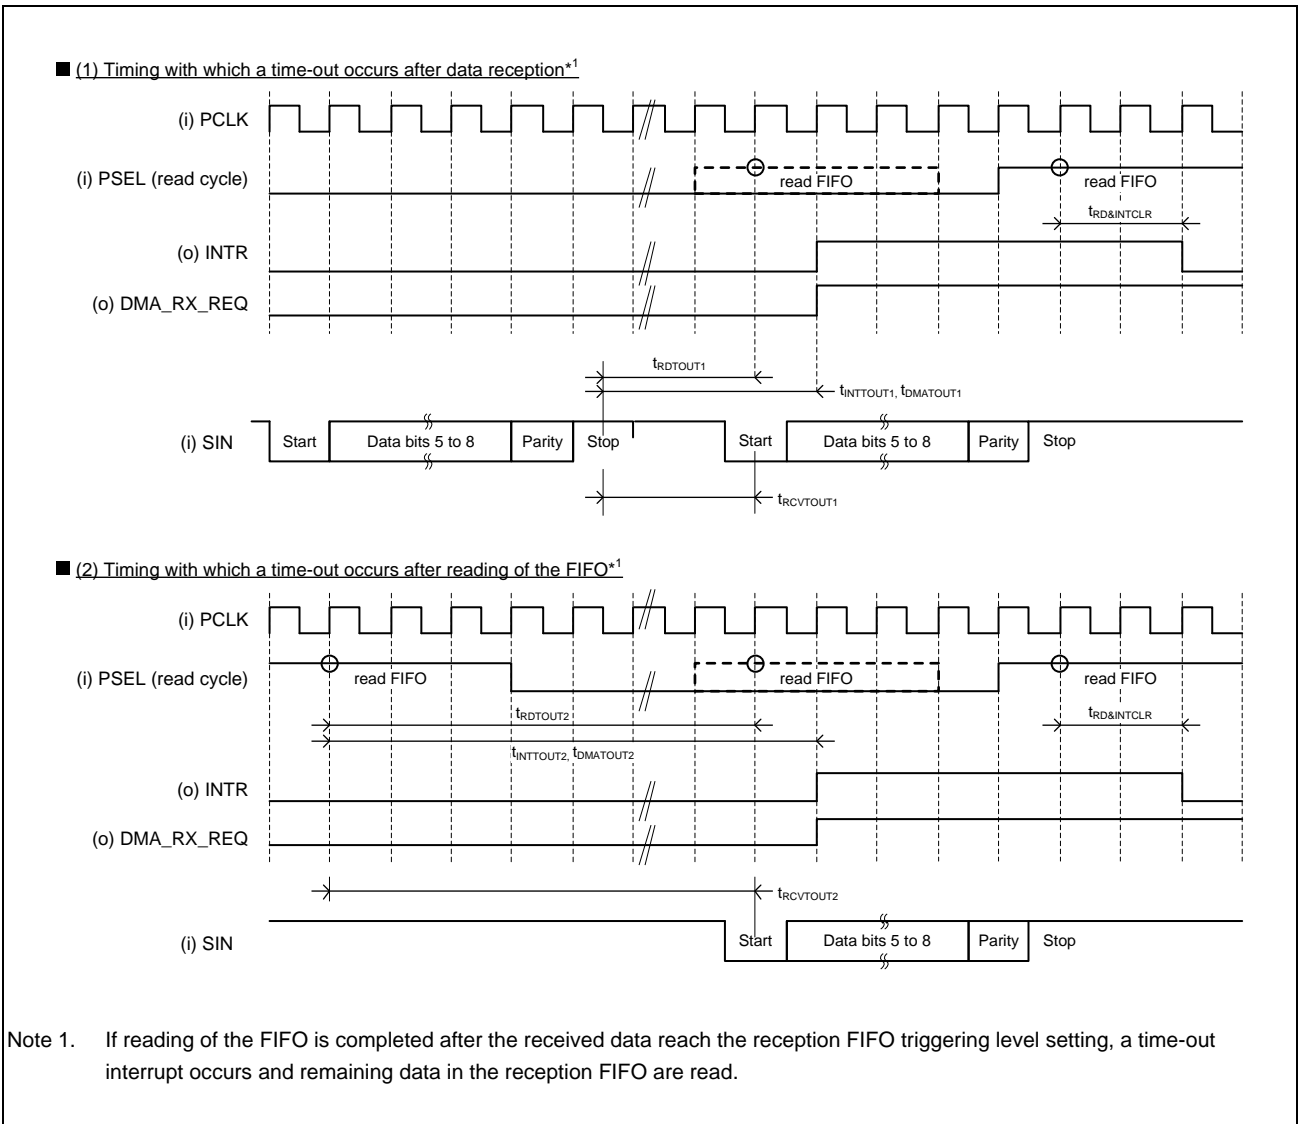 ■ (1) Timing with which a time-out occurs after data reception*1
(i) PCLK
(i) PSEL (read cycle)
read FIFO
read FIFO
tRD&INTCLR
(o) INTR
(o) DMA_RX_REQ
tRDTOUT1
tINTTOUT1, tDMATOUT1
(i) SIN
Start
Data bits 5 to 8
Parity
Stop
Start
Data bits 5 to 8
Parity
Stop
tRCVTOUT1
■ (2) Timing with which a time-out occurs after reading of the FIFO*1
(i) PCLK
(i) PSEL (read cycle)
read FIFO
read FIFO
read FIFO
tRDTOUT2
tRD&INTCLR
tINTTOUT2, tDMATOUT2
(o) INTR
(o) DMA_RX_REQ
tRCVTOUT2
(i) SIN
Start
Data bits 5 to 8
Parity
Stop
Note 1. If reading of the FIFO is completed after the received data reach the reception FIFO triggering level setting, a time-out
interrupt occurs and remaining data in the reception FIFO are read.